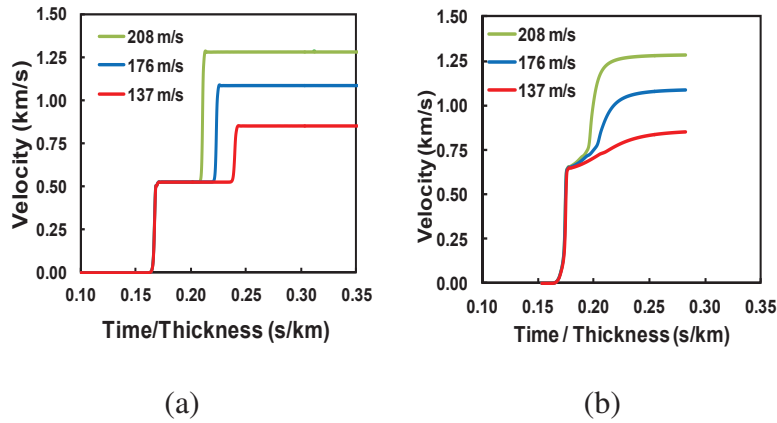 1.50
1.25
1.00
0.75
0.50
0.25
0.00
Velocity (km/s)
208 m/s
176 m/s
137 m/s
0.10 0.15 0.20 0.25 0.30 0.35
Time/Thickness (s/km)
(a)
1.50
1.25
1.00
0.75
0.50
0.25
0.00
Velocity (km/s)
208 m/s
176 m/s
137 m/s
0.10 0.15 0.20 0.25 0.30 0.35
Time / Thickness (s/km)
(b)